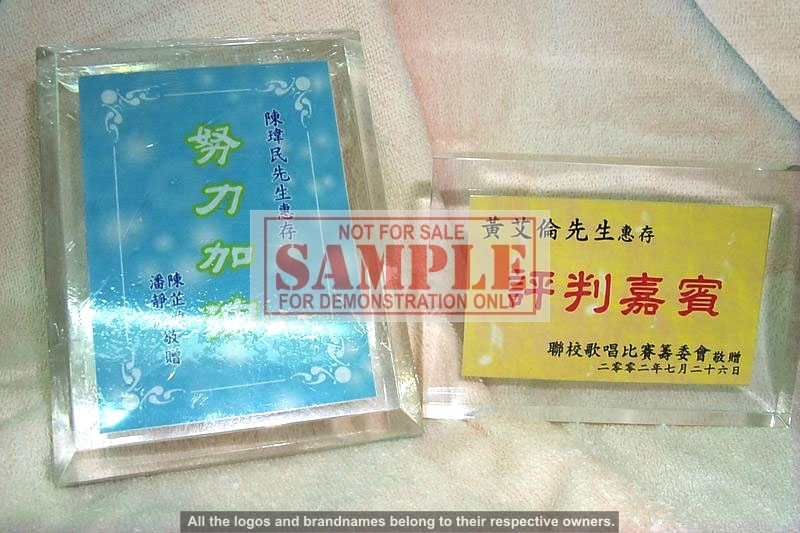 陳瑋民先生惠存
努力加
陳芷
潘靜
敬贈
黃艾倫先生惠存
評判嘉賓
聯校歌唱比賽籌委會敬贈
二零零二年七月二十六日
NOT FOR SALE
SAMPLE
FOR DEMONSTRATION ONLY
All the logos and brandnames belong to their respective owners.